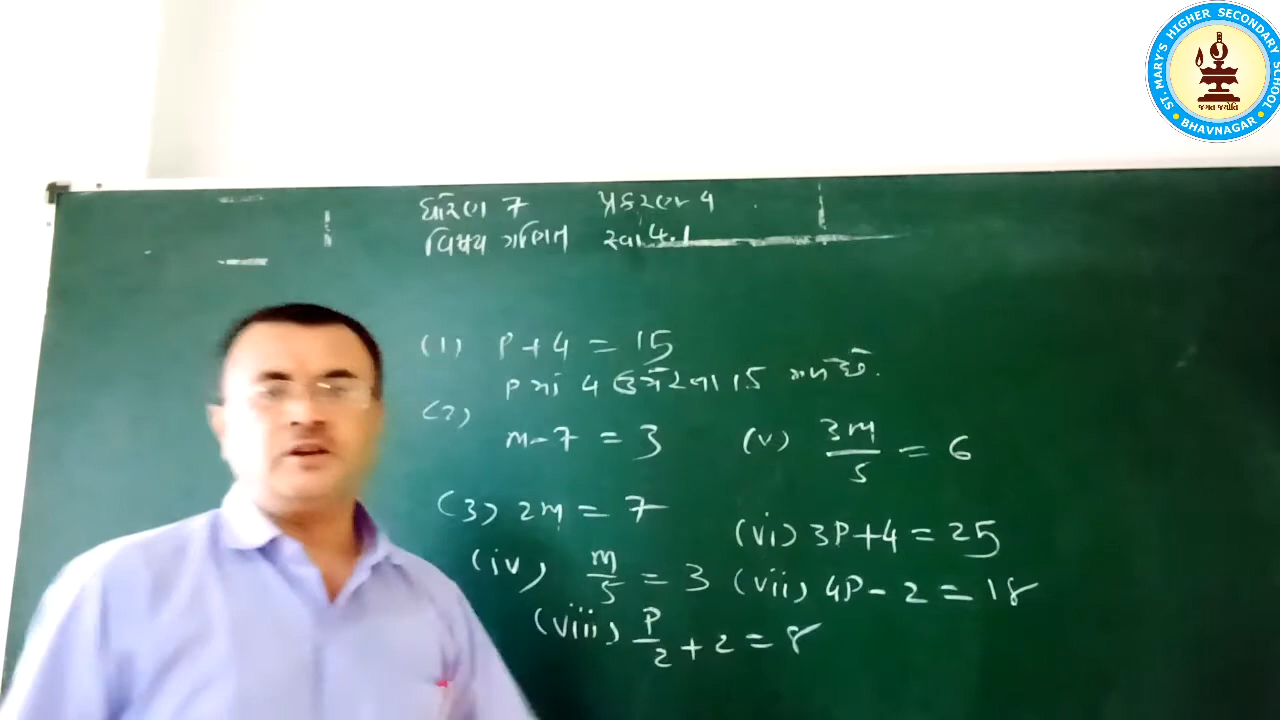 ST. MARY'S HIGHER SECONDARY SCHOOL
જગત જ્યોતિ
• BHAVNAGAR •
ધોરણ 7 પ્રકરણ 4
વિષય ગણિત સ્વા 4.1
(1) P + 4 = 15
P માં 4 ઉમેરતા 15 મળે છે.
(2)
m - 7 = 3
(v) 3m/5 = 6
(3) 2m = 7
(vi) 3P + 4 = 25
(iv) m/5 = 3
(vii) 4P - 2 = 18
(viii) P/2 + 2 = 8